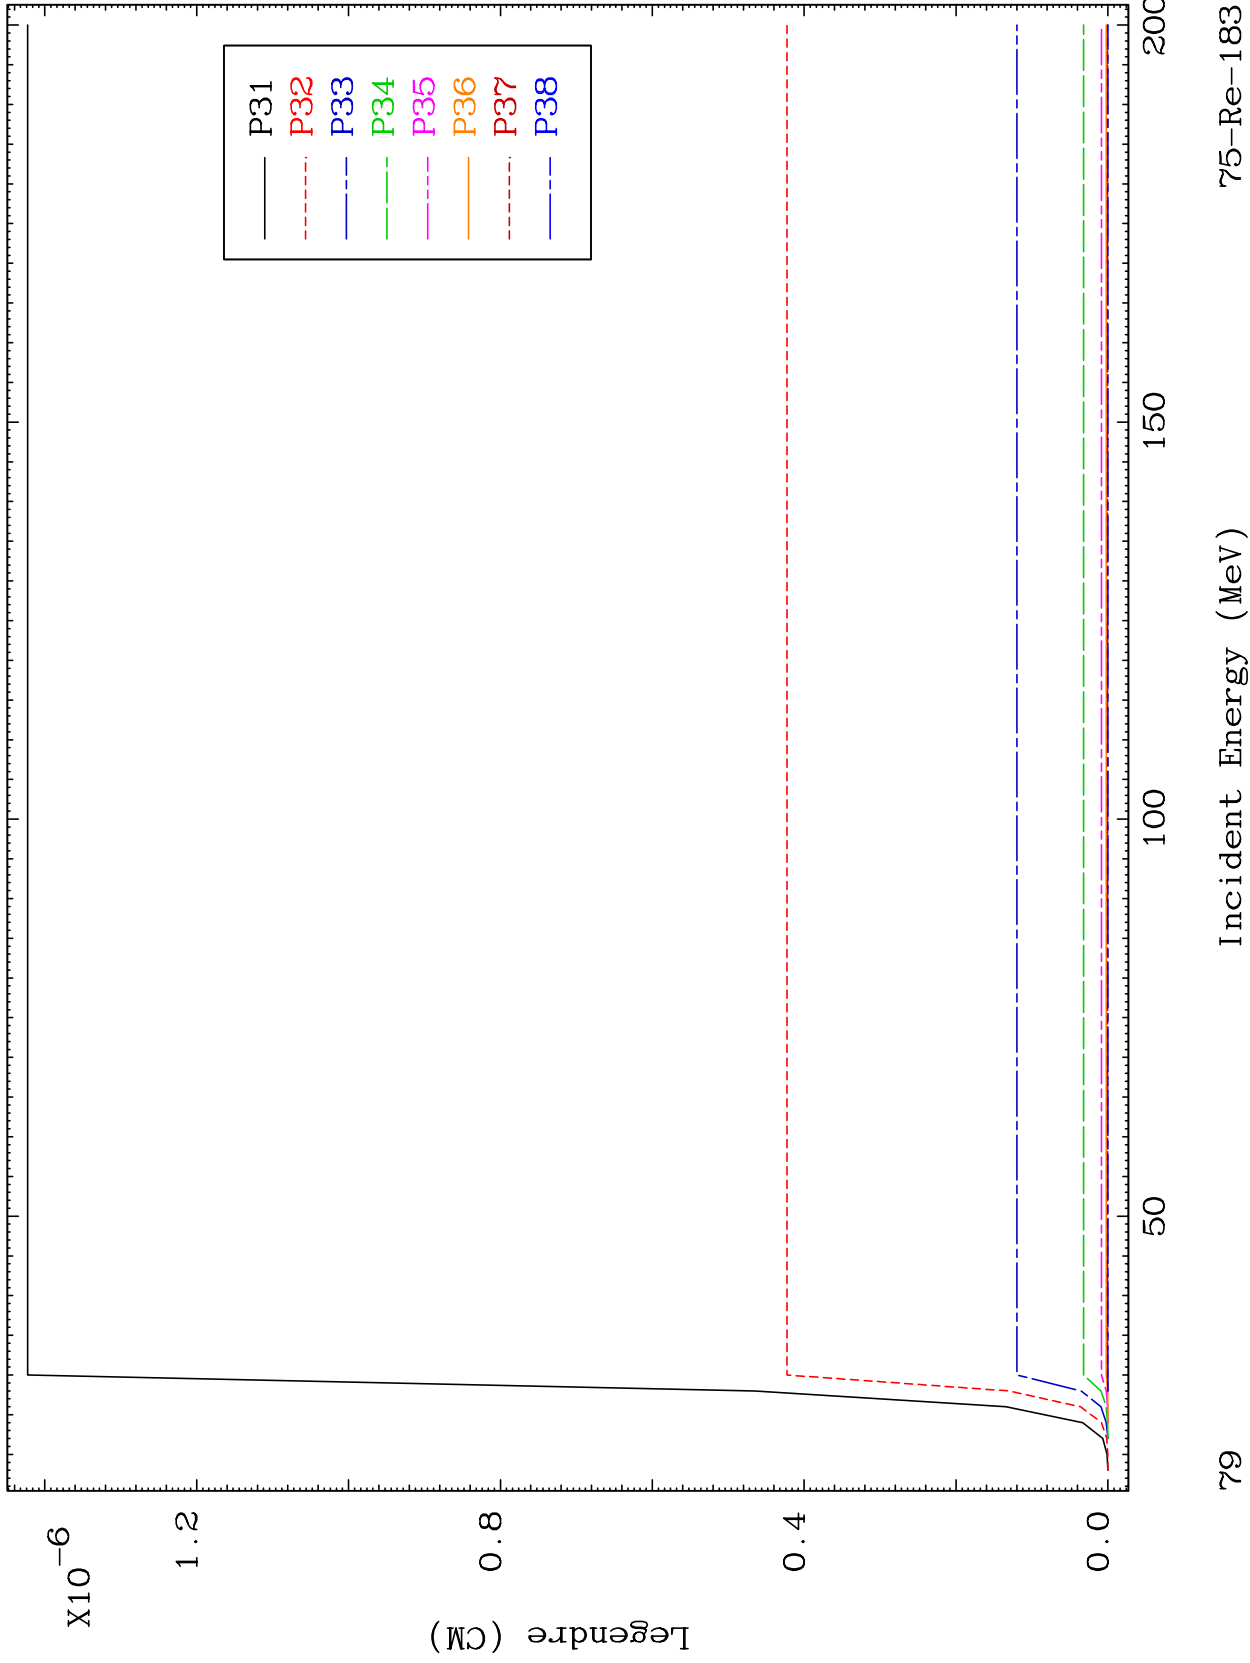 X10-6
1.2
0.8
0.4
0.0
Legendre (CM)
P31
P32
P33
P34
P35
P36
P37
P38
50
100
150
200
Incident Energy (MeV)
79
75-Re-183